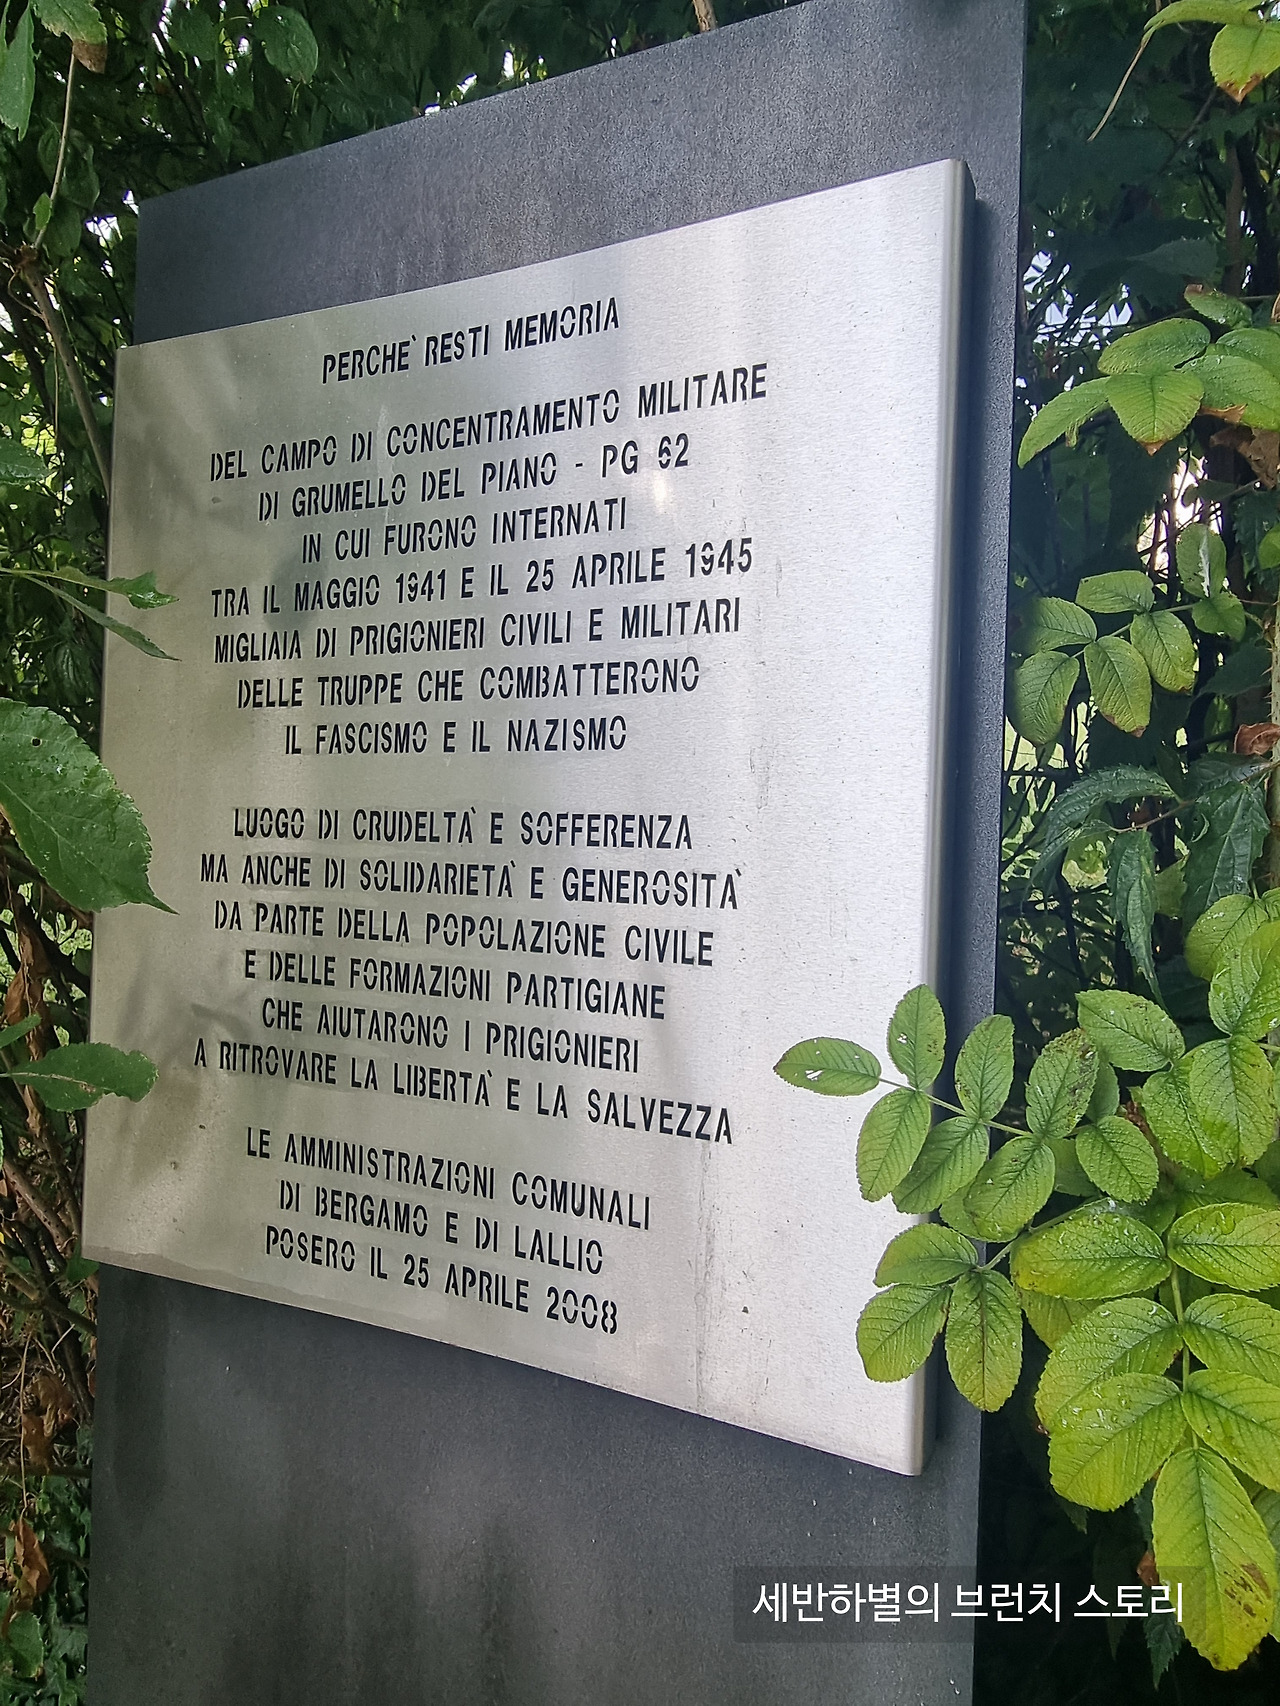 PERCHE` RESTI MEMORIA
DEL CAMPO DI CONCENTRAMENTO MILITARE
DI GRUMELLO DEL PIANO - PG 62
IN CUI FURONO INTERNATI
TRA IL MAGGIO 1941 E IL 25 APRILE 1945
MIGLIAIA DI PRIGIONIERI CIVILI E MILITARI
DELLE TRUPPE CHE COMBATTERONO
IL FASCISMO E IL NAZISMO
LUOGO DI CRUDELTA` E SOFFERENZA
MA ANCHE DI SOLIDARIETA` E GENEROSITA`
DA PARTE DELLA POPOLAZIONE CIVILE
E DELLE FORMAZIONI PARTIGIANE
CHE AIUTARONO I PRIGIONIERI
A RITROVARE LA LIBERTA` E LA SALVEZZA
LE AMMINISTRAZIONI COMUNALI
DI BERGAMO E DI LALLIO
POSERO IL 25 APRILE 2008
세반하별의 브런치 스토리